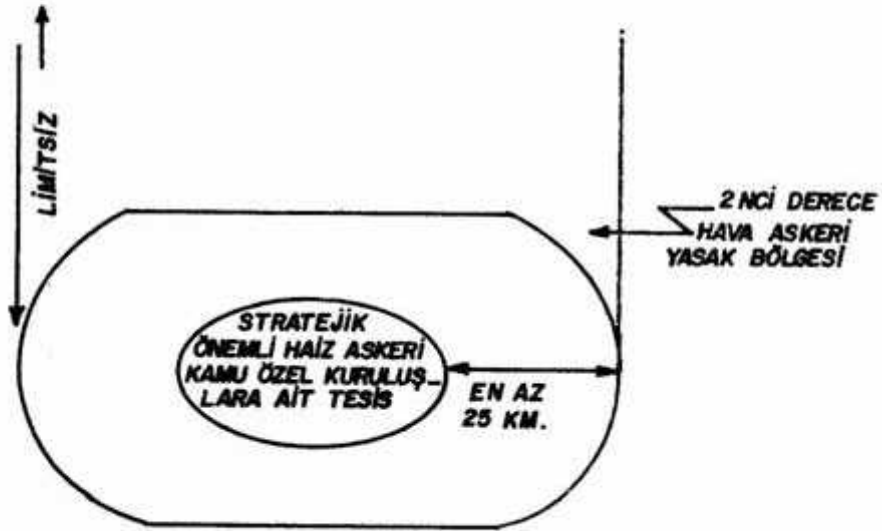 LİMİTSİZ
2 NCİ DERECE
HAVA ASKERİ
YASAK BÖLGESİ
STRATEJİK
ÖNEMLİ HAİZ ASKERİ
KAMU ÖZEL KURULUŞ_
LARA AİT TESİS
EN AZ
25 KM.